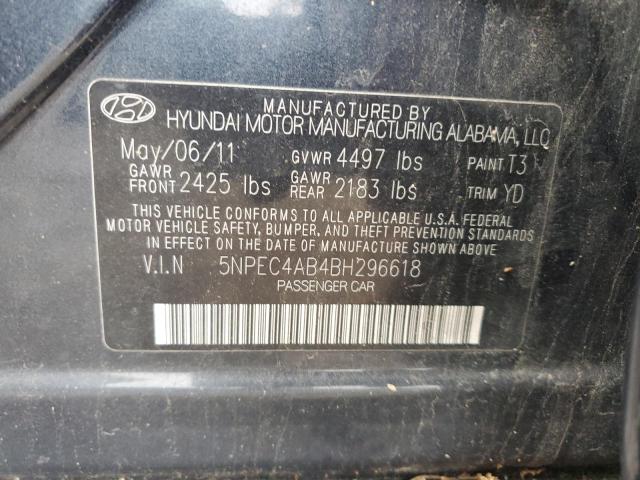 MANUFACTURED BY
HYUNDAI MOTOR MANUFACTURING ALABAMA, LLC
May/06/11 GVWR 4497 lbs PAINT T3
GAWR FRONT 2425 lbs GAWR REAR 2183 lbs TRIM YD
THIS VEHICLE CONFORMS TO ALL APPLICABLE U.S.A. FEDERAL
MOTOR VEHICLE SAFETY, BUMPER, AND THEFT PREVENTION STANDARDS
IN EFFECT ON THE DATE OF MANUFACTURE SHOWN ABOVE.
V.I.N 5NPEC4AB4BH296618
PASSENGER CAR